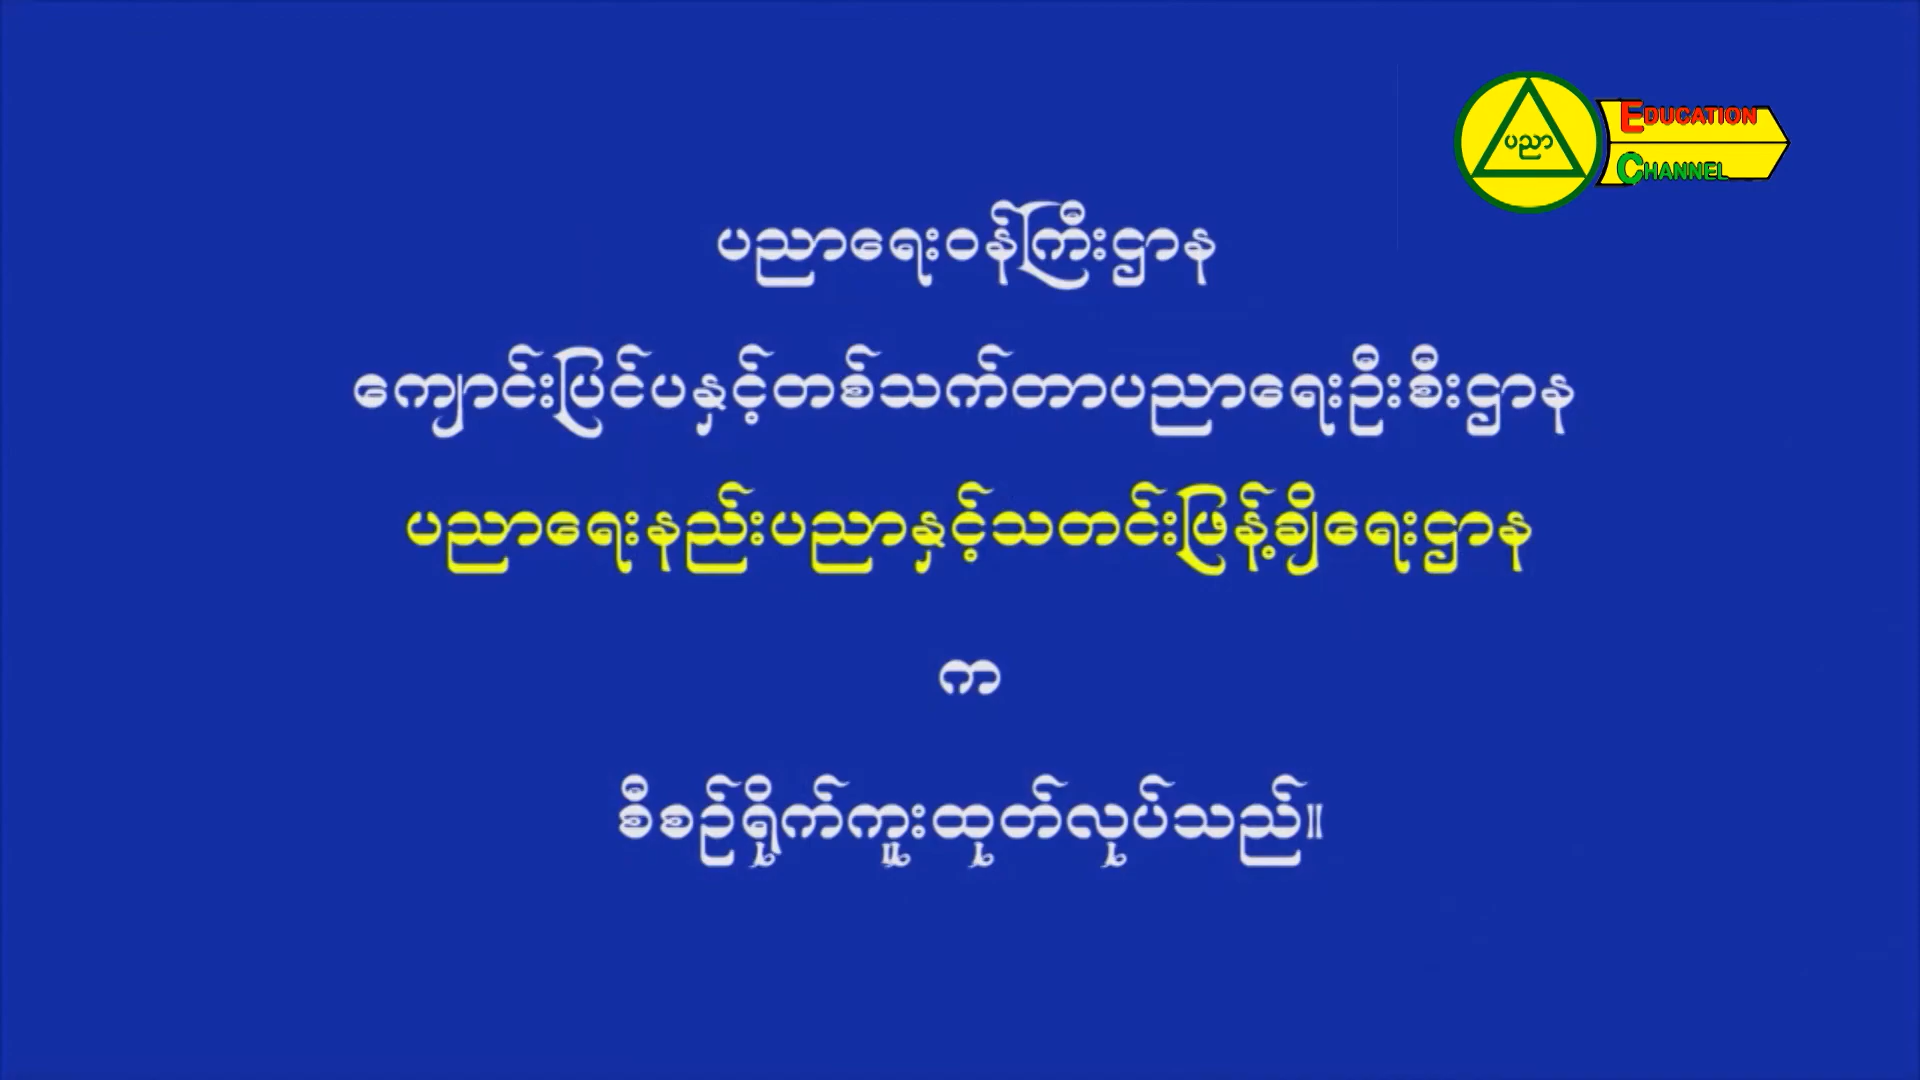 ပညာ
EDUCATION
CHANNEL
ပညာရေးဝန်ကြီးဌာန
ကျောင်းပြင်ပနှင့်တစ်သက်တာပညာရေးဦးစီးဌာန
ပညာရေးနည်းပညာနှင့်သတင်းဖြန့်ချိရေးဌာန
က
စီစဉ်ရိုက်ကူးထုတ်လုပ်သည်။